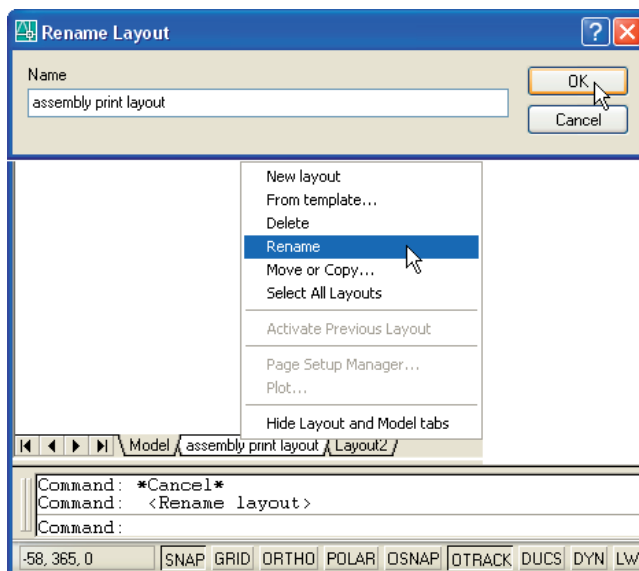 Rename Layout
Name
assembly print layout
OK
Cancel
New layout
From template...
Delete
Rename
Move or Copy...
Select All Layouts
Activate Previous Layout
Page Setup Manager...
Plot...
Hide Layout and Model tabs
Model assembly print layout Layout2
Command: *Cancel*
Command: <Rename layout>
Command:
-58, 365, 0 SNAP GRID ORTHO POLAR OSNAP OTRACK DUCS DYN LW